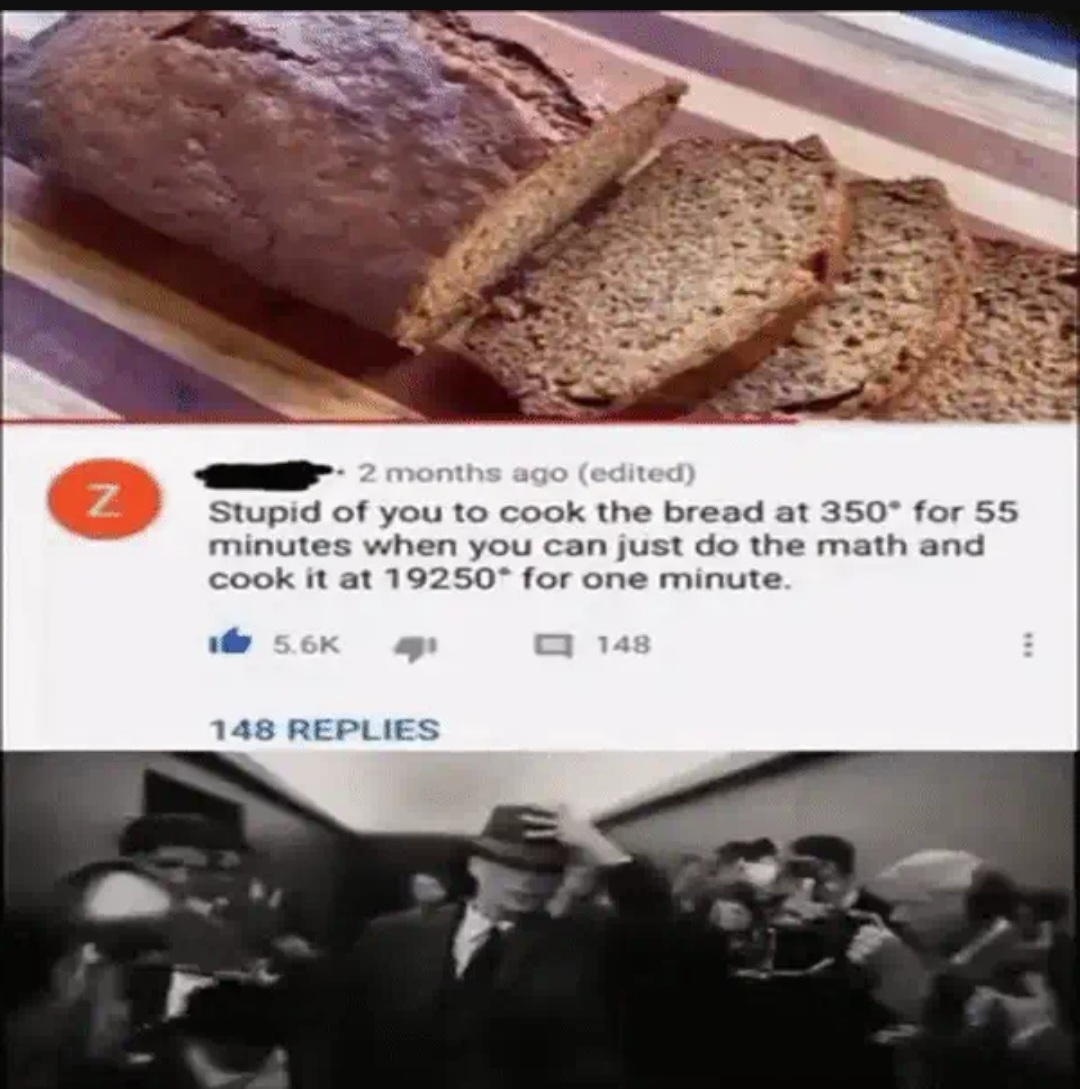 Z
· 2 months ago (edited)
Stupid of you to cook the bread at 350° for 55
minutes when you can just do the math and
cook it at 19250° for one minute.
5.6K 148
148 REPLIES